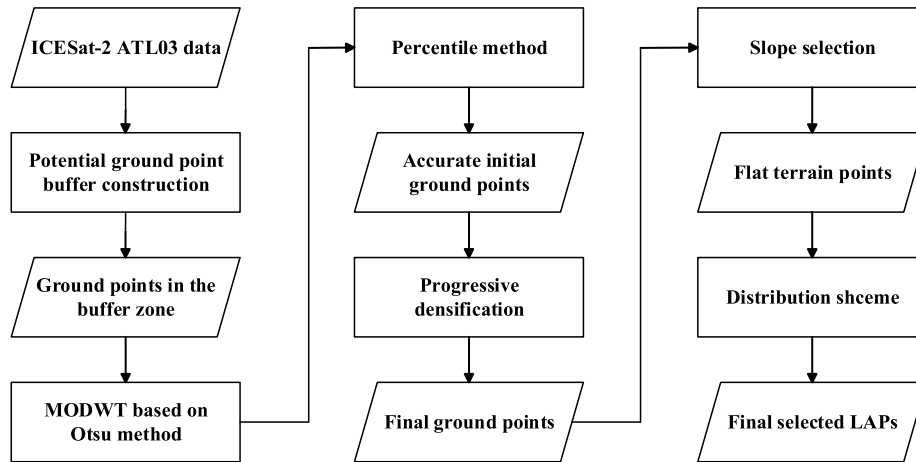 ICESat-2 ATL03 data
Potential ground point
buffer construction
Ground points in the
buffer zone
MODWT based on
Otsu method
Percentile method
Accurate initial
ground points
Progressive
densification
Final ground points
Slope selection
Flat terrain points
Distribution shceme
Final selected LAPs